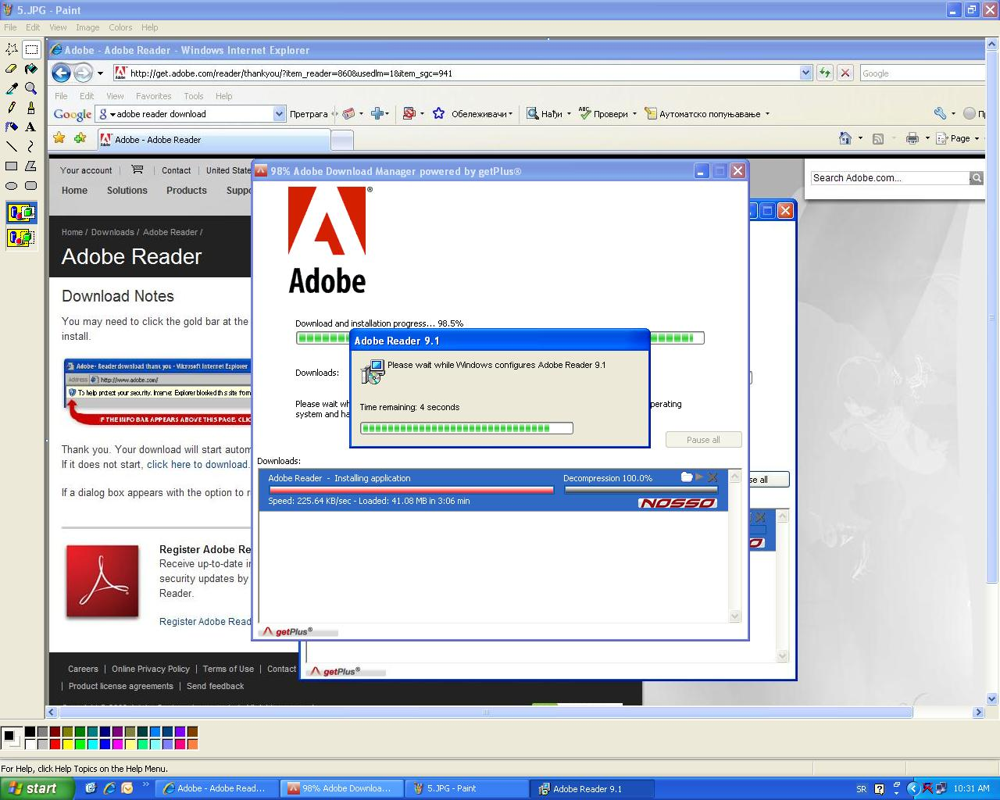 5.JPG - Paint
File Edit View Image Colors Help
Adobe - Adobe Reader - Windows Internet Explorer
http://get.adobe.com/reader/thankyou/?item_reader=860&usedlm=1&item_sgc=941
Google
File Edit View Favorites Tools Help
Google
adobe reader download
Претрага
Обележивачи
Нађи
Провери
Аутоматско попуњавање
Adobe - Adobe Reader
Page
Your account | Contact | United State
Home Solutions Products Suppo
Search Adobe.com...
98% Adobe Download Manager powered by getPlus®
Home / Downloads / Adobe Reader /
Adobe Reader
Adobe
Download Notes
You may need to click the gold bar at the
install.
Adobe - Reader download thank you - Microsoft Internet Explorer
Address http://www.adobe.com/
To help protect your security, Internet Explorer blocked this site from
IF THE INFO BAR APPEARS ABOVE THIS PAGE, CLIC
Thank you. Your download will start autom
If it does not start, click here to download.
If a dialog box appears with the option to r
Register Adobe Re
Receive up-to-date in
security updates by
Reader.
Register Adobe Read
Download and installation progress... 98.5%
Downloads:
Please wait wh
perating
system and ha
Adobe Reader 9.1
Please wait while Windows configures Adobe Reader 9.1
Time remaining: 4 seconds
Pause all
Downloads:
Adobe Reader - Installing application
Decompression 100.0%
Speed: 225.64 KB/sec - Loaded: 41.08 MB in 3:06 min
NOSSO
se all
getPlus®
getPlus®
Careers | Online Privacy Policy | Terms of Use | Contact
| Product license agreements | Send feedback
For Help, click Help Topics on the Help Menu.
start
Adobe - Adobe Read...
98% Adobe Downloa...
5.JPG - Paint
Adobe Reader 9.1
SR
10:31 AM